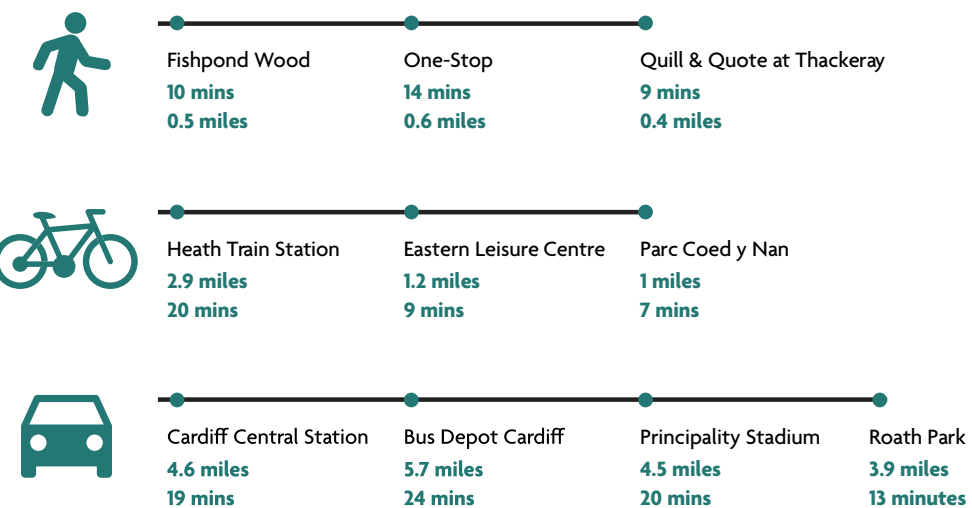 Fishpond Wood
10 mins
0.5 miles
One-Stop
14 mins
0.6 miles
Quill & Quote at Thackeray
9 mins
0.4 miles
Heath Train Station
2.9 miles
20 mins
Eastern Leisure Centre
1.2 miles
9 mins
Parc Coed y Nan
1 miles
7 mins
Cardiff Central Station
4.6 miles
19 mins
Bus Depot Cardiff
5.7 miles
24 mins
Principality Stadium
4.5 miles
20 mins
Roath Park
3.9 miles
13 minutes